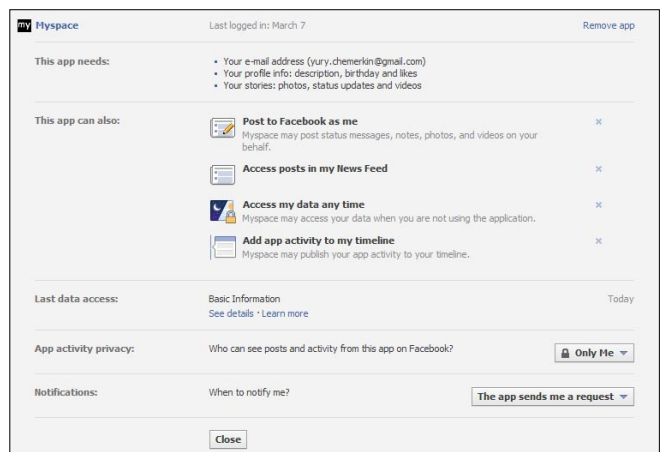 my Myspace Last logged in: March 7 Remove app
This app needs: • Your e-mail address (yury.chemerkin@gmail.com)
• Your profile info: description, birthday and likes
• Your stories: photos, status updates and videos
This app can also: Post to Facebook as me ×
Myspace may post status messages, notes, photos, and videos on your
behalf.
Access posts in my News Feed ×
Access my data any time ×
Myspace may access your data when you are not using the application.
Add app activity to my timeline ×
Myspace may publish your app activity to your timeline.
Last data access: Basic Information Today
See details · Learn more
App activity privacy: Who can see posts and activity from this app on Facebook? Only Me
Notifications: When to notify me? The app sends me a request
Close